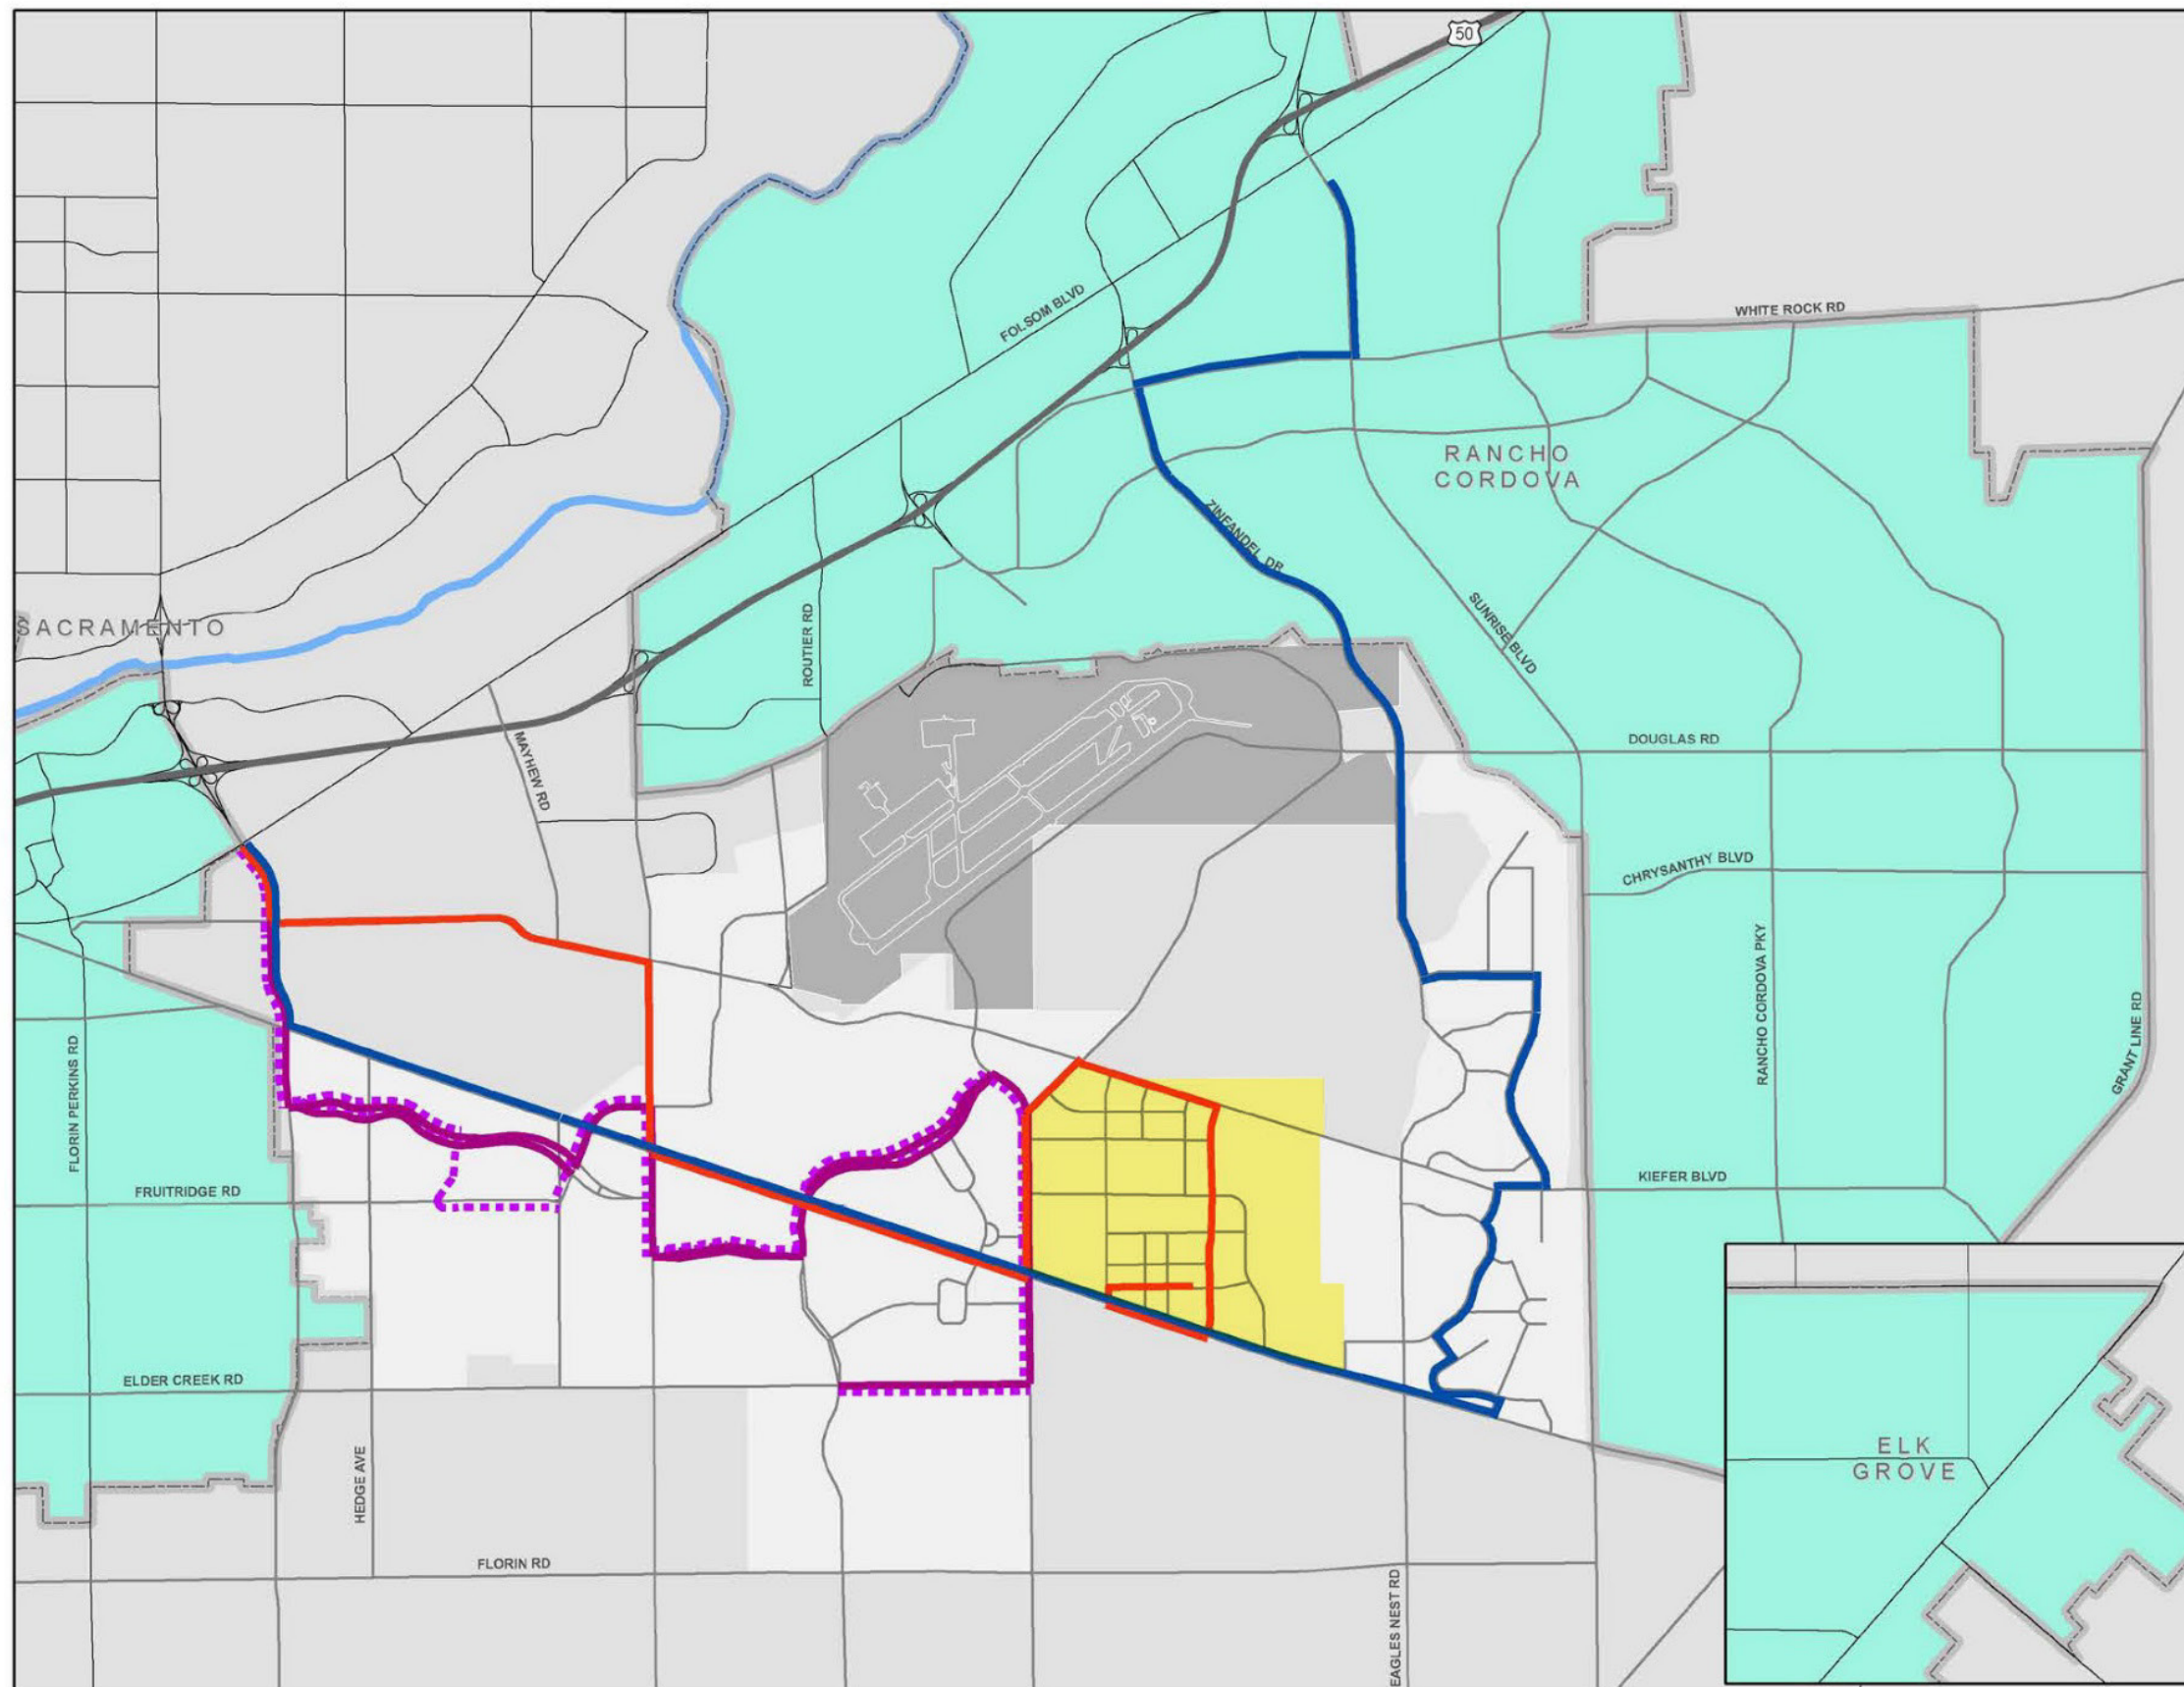 50
WHITE ROCK RD
FOLSOM BLVD
RANCHO
CORDOVA
ZINFANDEL DR
SACRAMENTO
ROUTIER RD
SUNRISE BLVD
MAYHEW RD
DOUGLAS RD
CHRYSANTHY BLVD
RANCHO CORDOVA PKY
GRANT LINE RD
FLORIN PERKINS RD
FRUITRIDGE RD
KIEFER BLVD
ELDER CREEK RD
HEDGE AVE
ELK
GROVE
FLORIN RD
EAGLES NEST RD